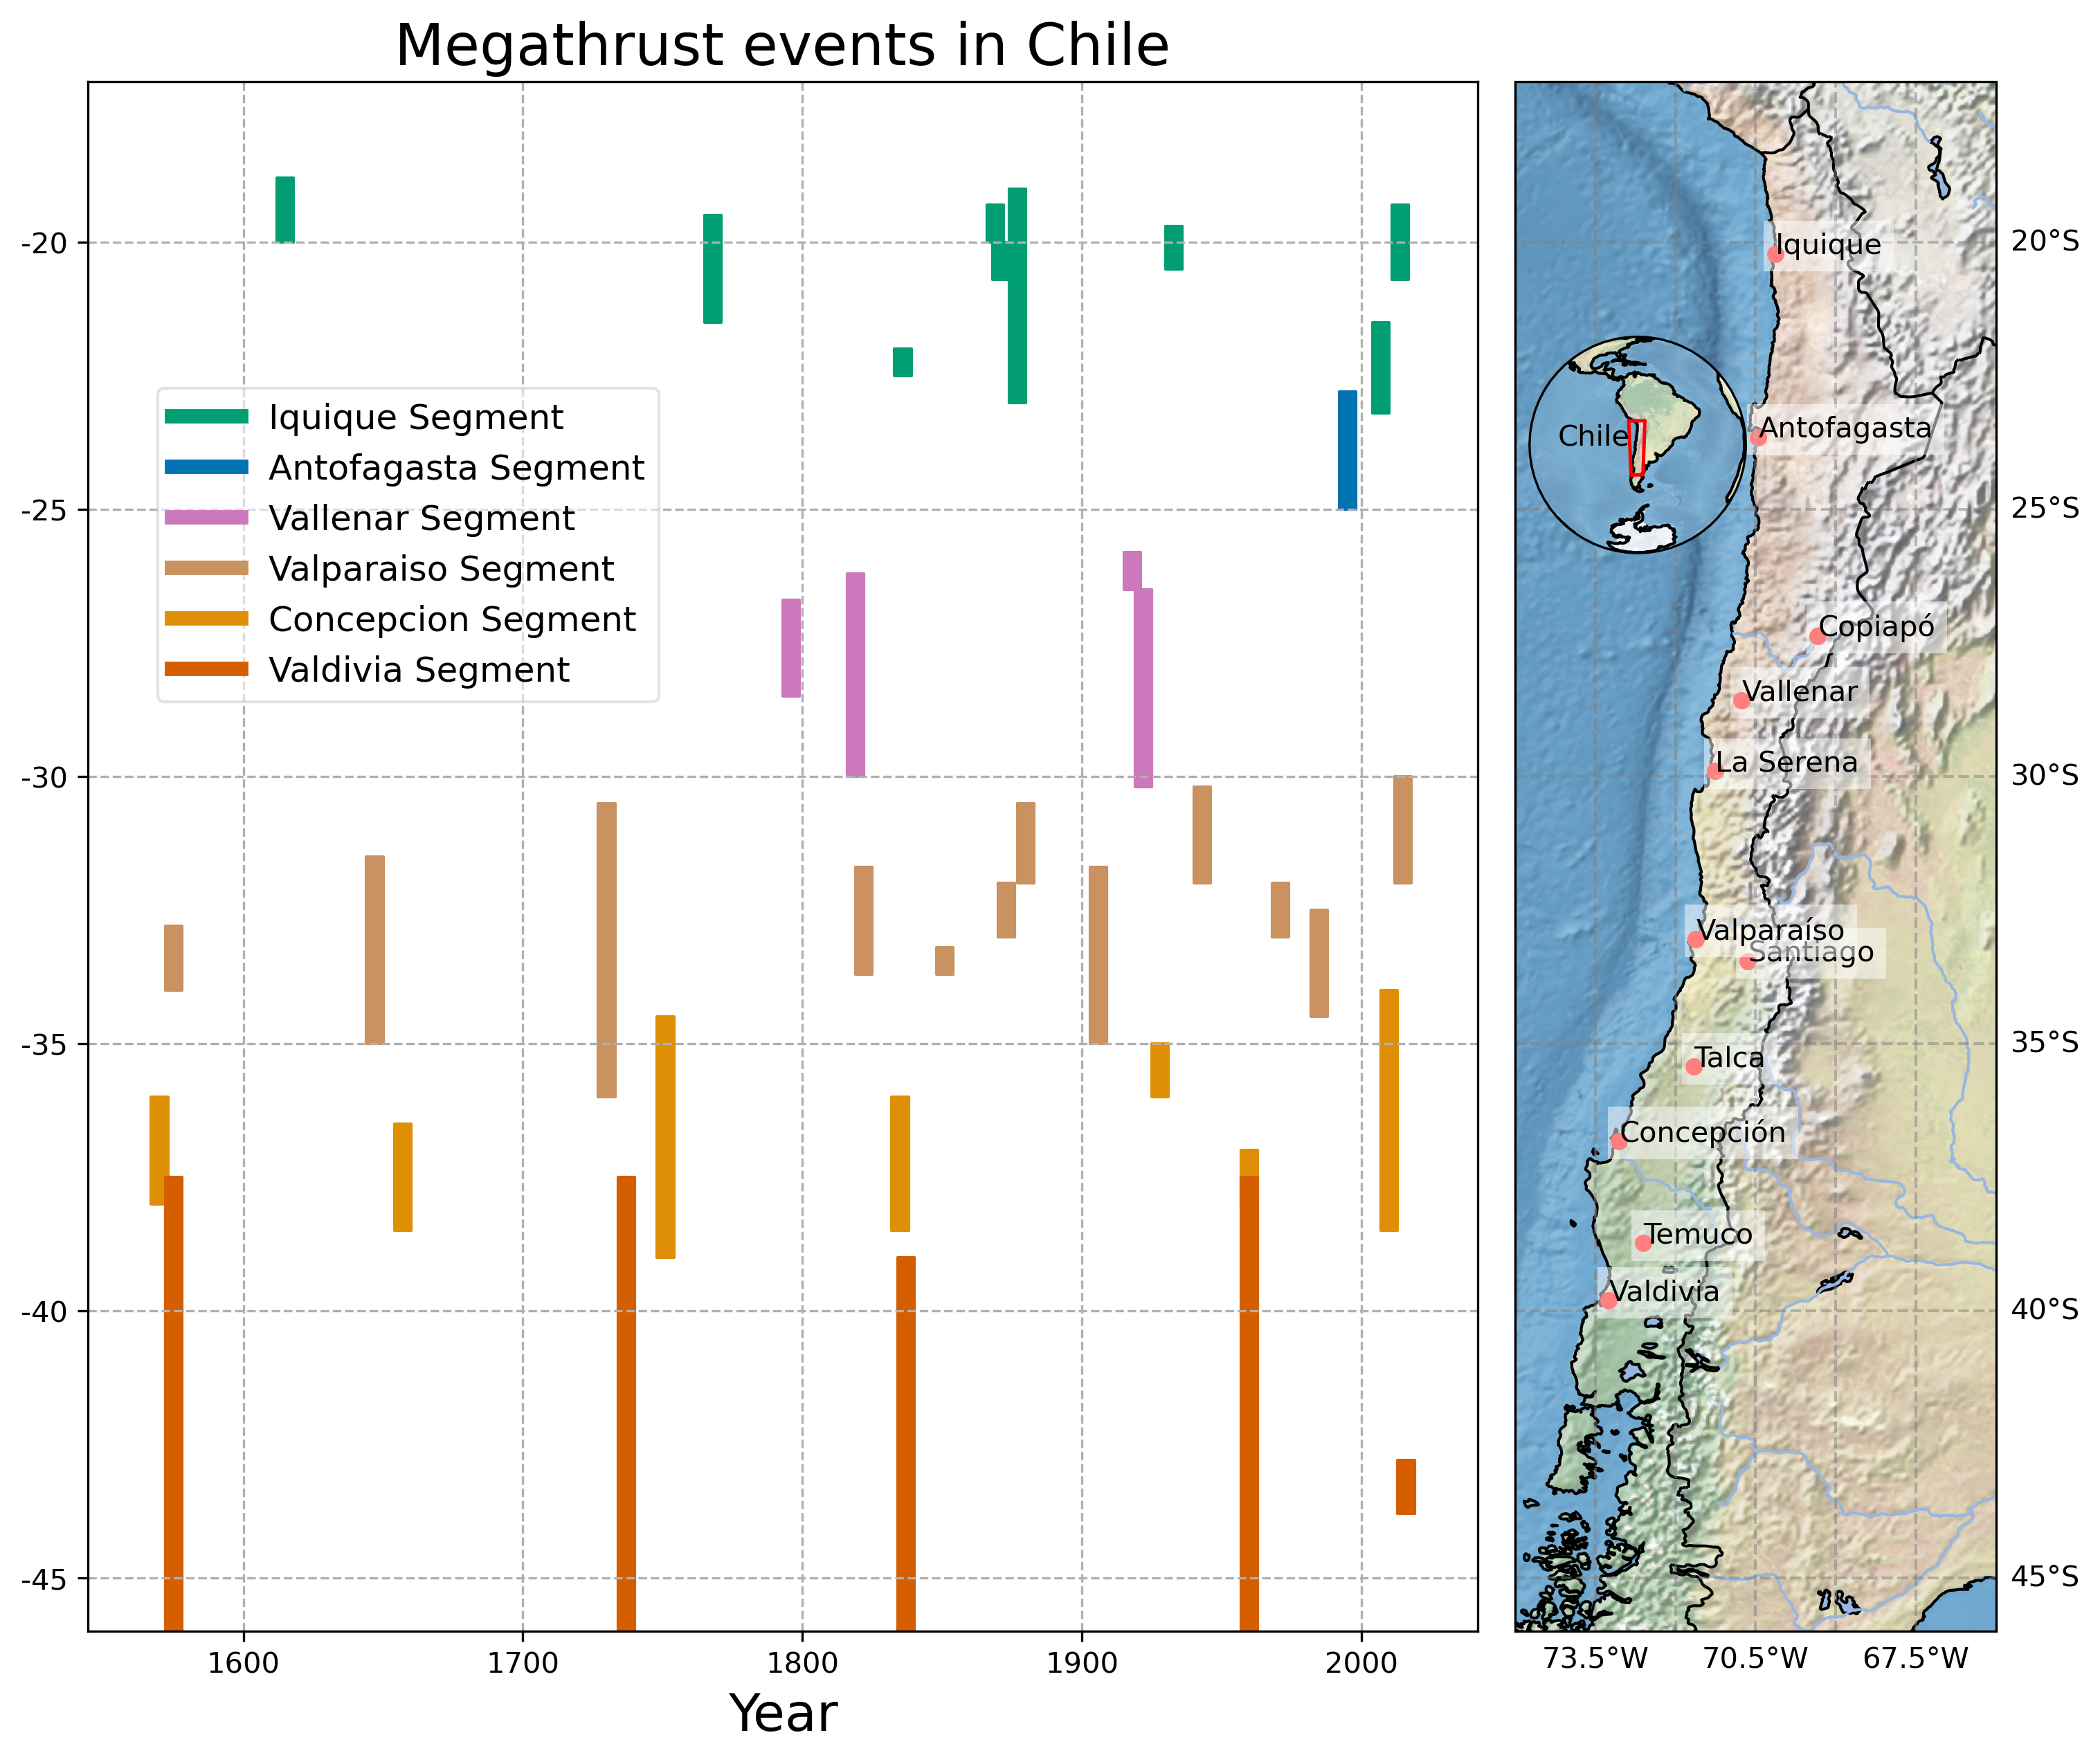 Megathrust events in Chile
-20
-25
-30
-35
-40
-45
Iquique Segment
Antofagasta Segment
Vallenar Segment
Valparaiso Segment
Concepcion Segment
Valdivia Segment
1600
1700
1800
1900
2000
Year
Chile
Iquique
Antofagasta
Copiapó
Vallenar
La Serena
Valparaíso
Santiago
Talca
Concepción
Temuco
Valdivia
20°S
25°S
30°S
35°S
40°S
45°S
73.5°W
70.5°W
67.5°W